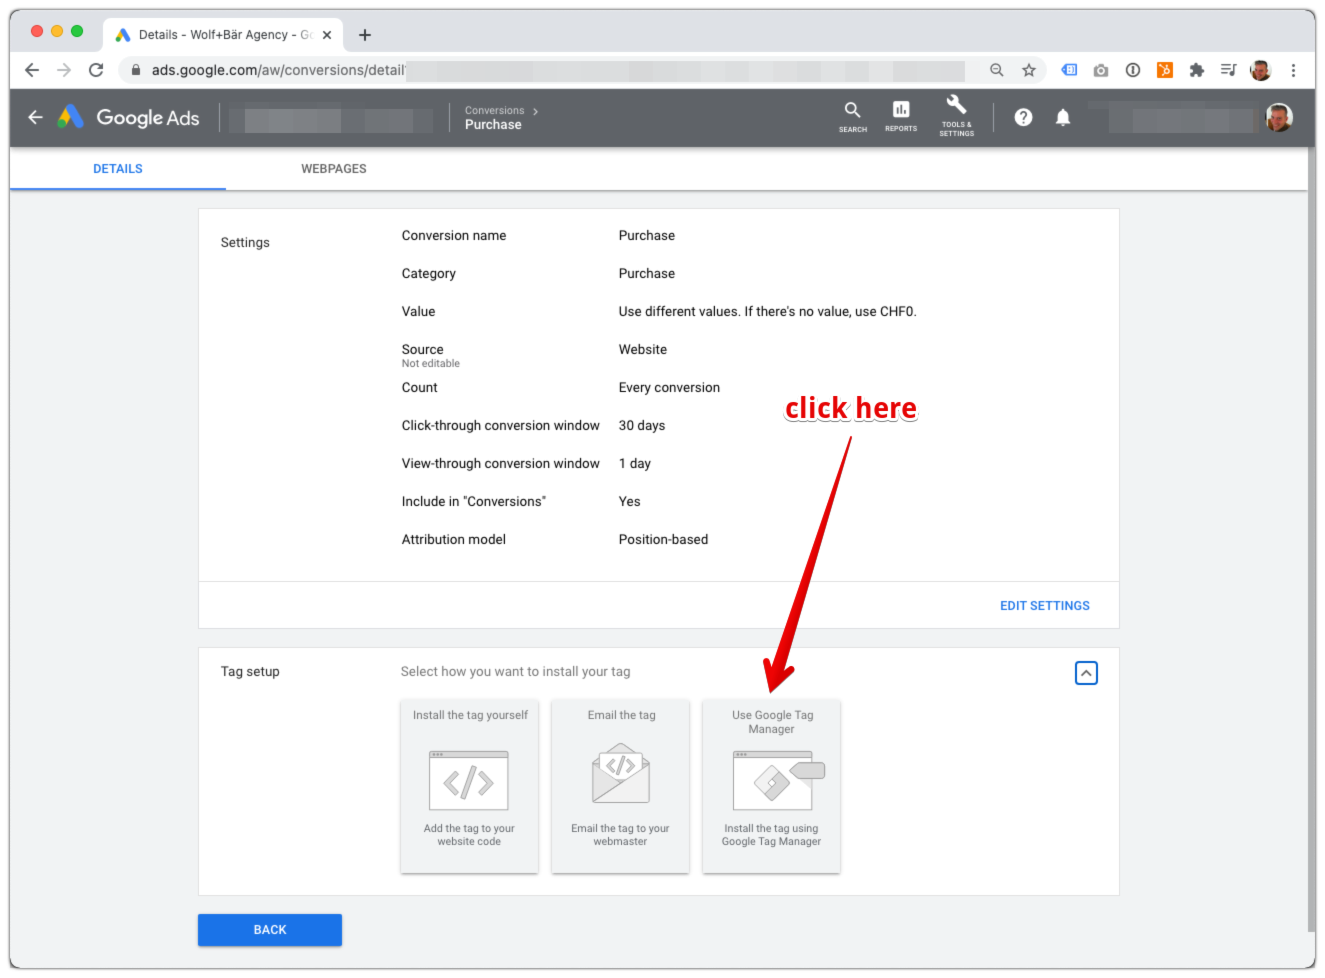 Details - Wolf+Bär Agency - Go
ads.google.com/aw/conversions/detail
Google Ads
Conversions
Purchase
SEARCH
REPORTS
TOOLS &
SETTINGS
DETAILS
WEBPAGES
Settings
Conversion name
Purchase
Category
Purchase
Value
Use different values. If there's no value, use CHF0.
Source
Website
Not editable
Count
Every conversion
click here
Click-through conversion window
30 days
View-through conversion window
1 day
Include in "Conversions"
Yes
Attribution model
Position-based
EDIT SETTINGS
Tag setup
Select how you want to install your tag
Install the tag yourself
Add the tag to your
website code
Email the tag
Email the tag to your
webmaster
Use Google Tag
Manager
Install the tag using
Google Tag Manager
BACK